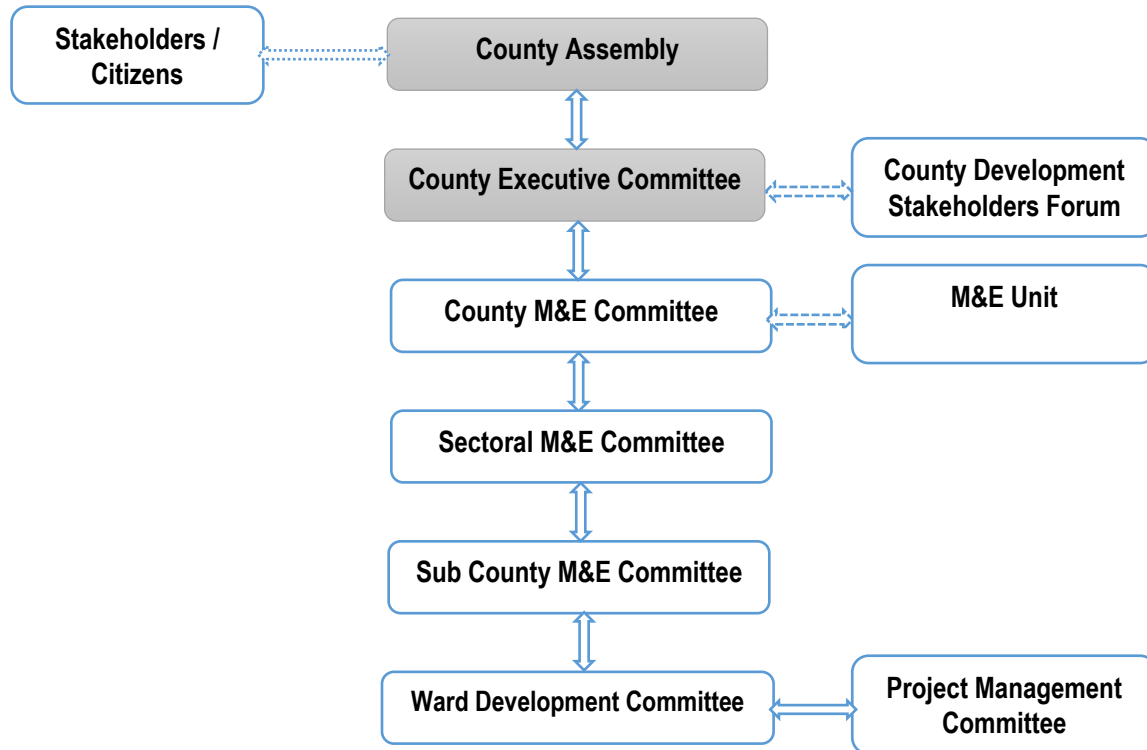 Stakeholders /
Citizens
County Assembly
County Executive Committee
County Development
Stakeholders Forum
County M&E Committee
M&E Unit
Sectoral M&E Committee
Sub County M&E Committee
Ward Development Committee
Project Management
Committee